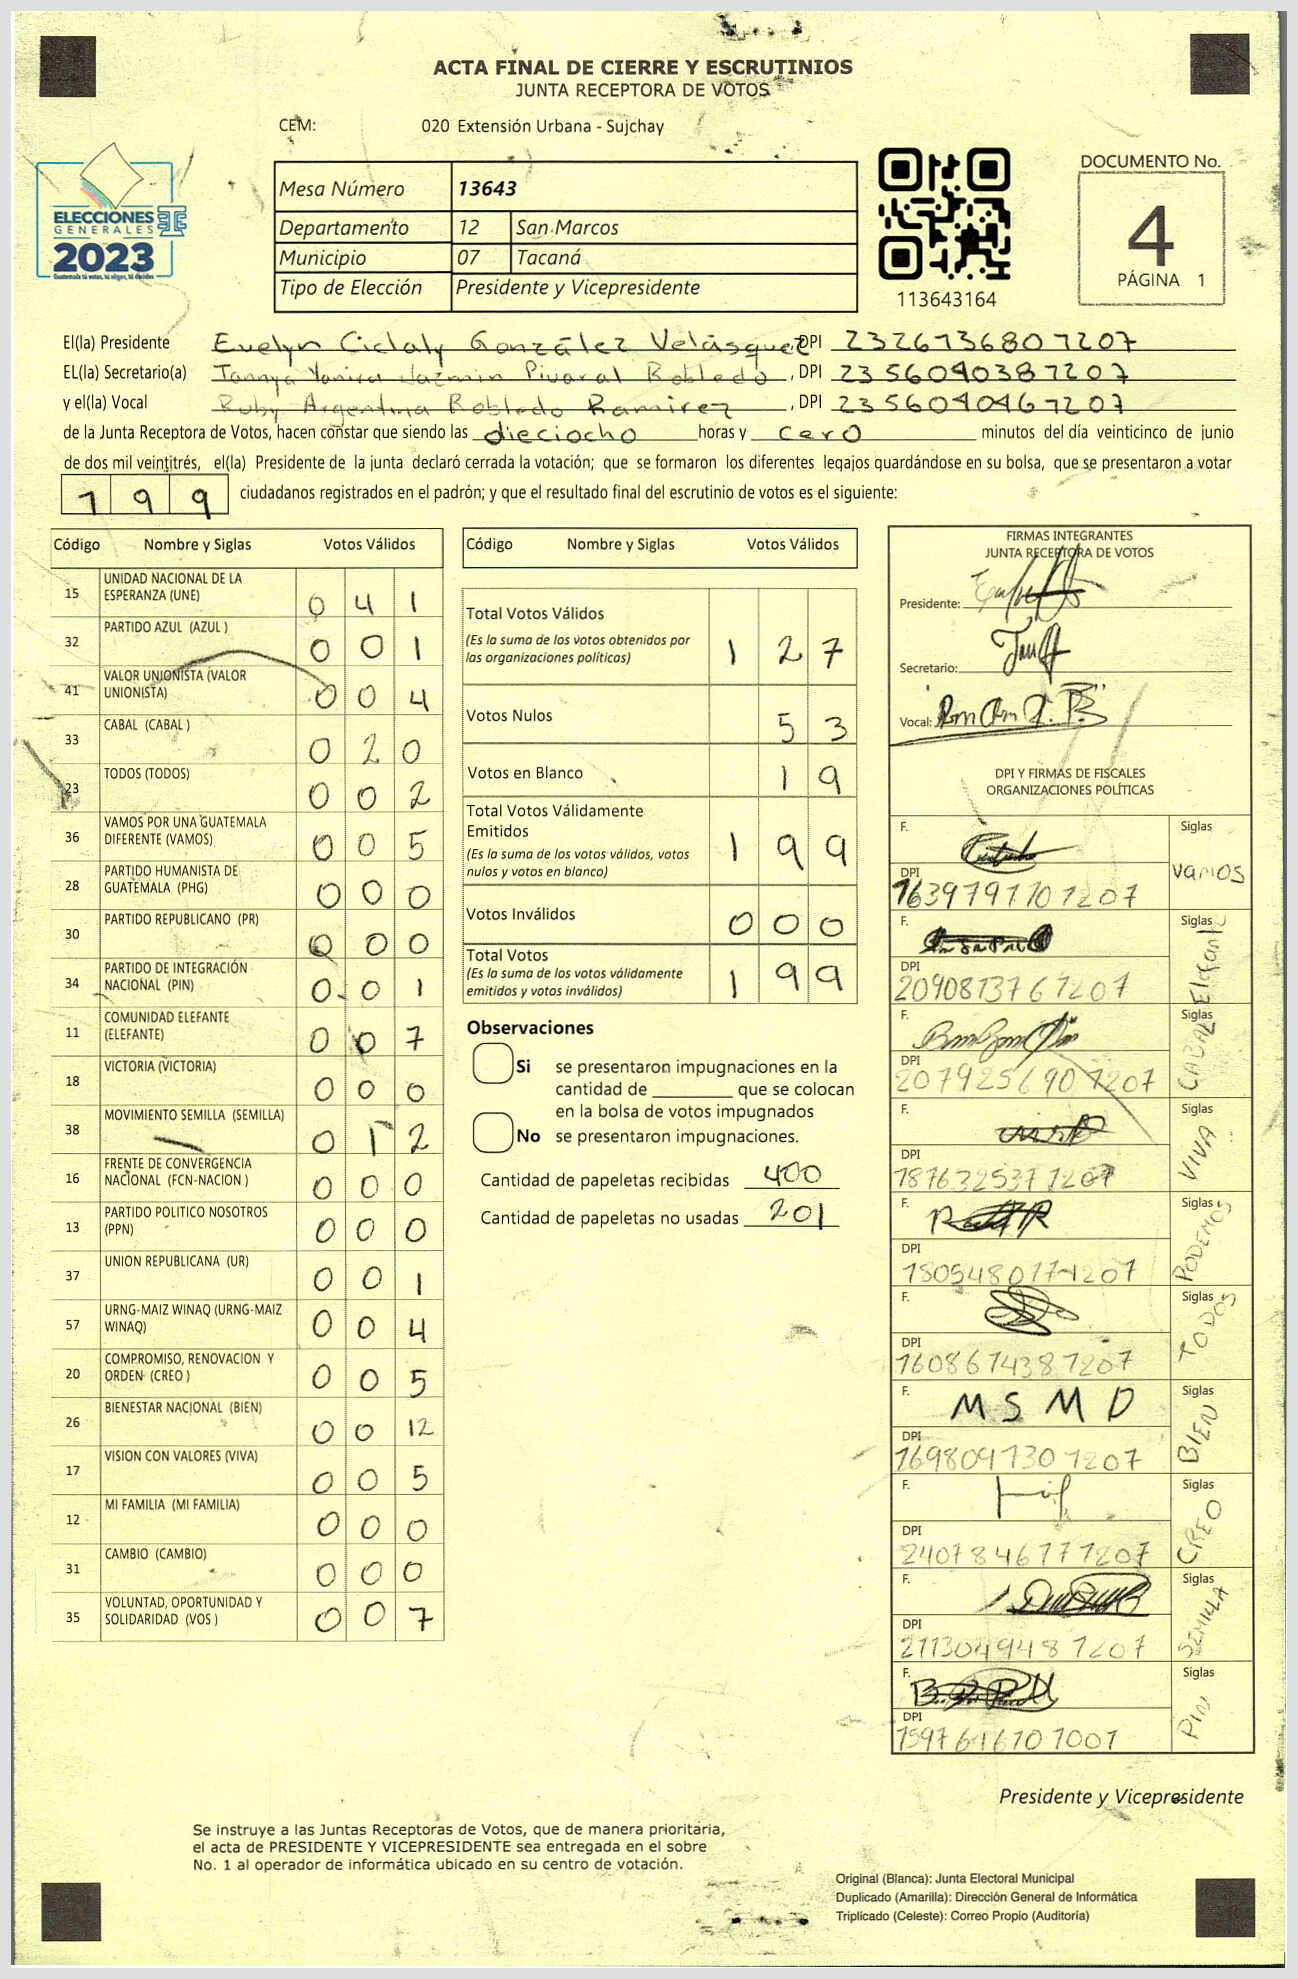 ACTA FINAL DE CIERRE Y ESCRUTINIOS
JUNTA RECEPTORA DE VOTOS
CEM: 020 Extensión Urbana - Sujchay
ELECCIONES
GENERALES
2023
Guatemala tú votas, tú eliges, tú decides
Mesa Número 13643
Departamento 12 San Marcos
Municipio 07 Tacaná
Tipo de Elección Presidente y Vicepresidente
113643164
DOCUMENTO No.
4
PÁGINA 1
El(la) Presidente Evelyn Cidaly González Velásquez, DPI 2326736807207
EL(la) Secretario(a) Tannya Yanira Jazmin Pivaral Robledo, DPI 2356040387207
y el(la) Vocal Ruby Argentina Robledo Ramirez, DPI 2356040467207
de la Junta Receptora de Votos, hacen constar que siendo las dieciocho horas y cero minutos del día veinticinco de junio
de dos mil veintitrés, el(la) Presidente de la junta declaró cerrada la votación; que se formaron los diferentes legajos guardándose en su bolsa, que se presentaron a votar
199 ciudadanos registrados en el padrón; y que el resultado final del escrutinio de votos es el siguiente:
Código Nombre y Siglas Votos Válidos
15 UNIDAD NACIONAL DE LA ESPERANZA (UNE) 0 4 1
32 PARTIDO AZUL (AZUL ) 0 0 1
41 VALOR UNIONISTA (VALOR UNIONISTA) 0 0 4
33 CABAL (CABAL ) 0 2 0
23 TODOS (TODOS) 0 0 2
36 VAMOS POR UNA GUATEMALA DIFERENTE (VAMOS) 0 0 5
28 PARTIDO HUMANISTA DE GUATEMALA (PHG) 0 0 0
30 PARTIDO REPUBLICANO (PR) 0 0 0
34 PARTIDO DE INTEGRACIÓN NACIONAL (PIN) 0 0 1
11 COMUNIDAD ELEFANTE (ELEFANTE) 0 0 7
18 VICTORIA (VICTORIA) 0 0 0
38 MOVIMIENTO SEMILLA (SEMILLA) 0 1 2
16 FRENTE DE CONVERGENCIA NACIONAL (FCN-NACION ) 0 0 0
13 PARTIDO POLITICO NOSOTROS (PPN) 0 0 0
37 UNION REPUBLICANA (UR) 0 0 1
57 URNG-MAIZ WINAQ (URNG-MAIZ WINAQ) 0 0 4
20 COMPROMISO, RENOVACION Y ORDEN (CREO ) 0 0 5
26 BIENESTAR NACIONAL (BIEN) 0 0 12
17 VISION CON VALORES (VIVA) 0 0 5
12 MI FAMILIA (MI FAMILIA) 0 0 0
31 CAMBIO (CAMBIO) 0 0 0
35 VOLUNTAD, OPORTUNIDAD Y SOLIDARIDAD (VOS ) 0 0 7
Código Nombre y Siglas Votos Válidos
Total Votos Válidos 1 2 7
(Es la suma de los votos obtenidos por
las organizaciones políticas)
Votos Nulos 5 3
Votos en Blanco 1 9
Total Votos Válidamente
Emitidos 1 9 9
(Es la suma de los votos válidos, votos
nulos y votos en blanco)
Votos Inválidos 0 0 0
Total Votos 1 9 9
(Es la suma de los votos válidamente
emitidos y votos inválidos)
Observaciones
Si se presentaron impugnaciones en la
cantidad de ________ que se colocan
en la bolsa de votos impugnados
No se presentaron impugnaciones.
Cantidad de papeletas recibidas 400
Cantidad de papeletas no usadas 201
FIRMAS INTEGRANTES
JUNTA RECEPTORA DE VOTOS
Presidente:
Secretario:
Vocal:
DPI Y FIRMAS DE FISCALES
ORGANIZACIONES POLÍTICAS
F. Siglas
DPI Vamos
1639797707207
F. Siglas
DPI Elefante
2090873767207
F. Siglas
DPI CABAL
2079256907207
F. Siglas
DPI VIVA
1876325377207
F. Siglas
DPI PODEMOS
1805480777207
F. Siglas
DPI TODOS
1608674387207
F. M S M D Siglas
DPI BIEN
1698097307207
F. Siglas
DPI CREO
2407846777207
F. Siglas
DPI SEMILLA
2113049487207
F. Siglas
DPI PIN
Presidente y Vicepresidente
Se instruye a las Juntas Receptoras de Votos, que de manera prioritaria,
el acta de PRESIDENTE Y VICEPRESIDENTE sea entregada en el sobre
No. 1 al operador de informática ubicado en su centro de votación.
Original (Blanca): Junta Electoral Municipal
Duplicado (Amarilla): Dirección General de Informática
Triplicado (Celeste): Correo Propio (Auditoría)